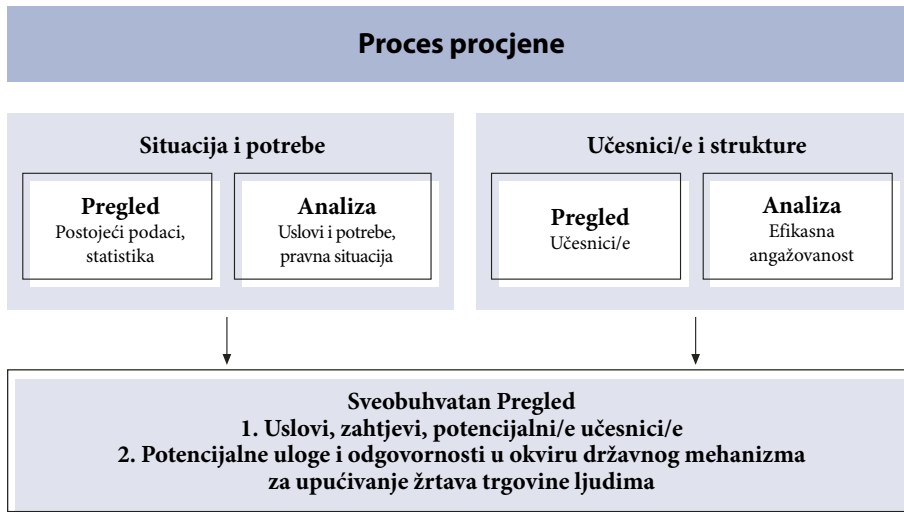 Proces procjene
Situacija i potrebe
Pregled
Postojeći podaci,
statistika
Analiza
Uslovi i potrebe,
pravna situacija
Učesnici/e i strukture
Pregled
Učesnici/e
Analiza
Efikasna
angažovanost
Sveobuhvatan Pregled
1. Uslovi, zahtjevi, potencijalni/e učesnici/e
2. Potencijalne uloge i odgovornosti u okviru državnog mehanizma
za upućivanje žrtava trgovine ljudima